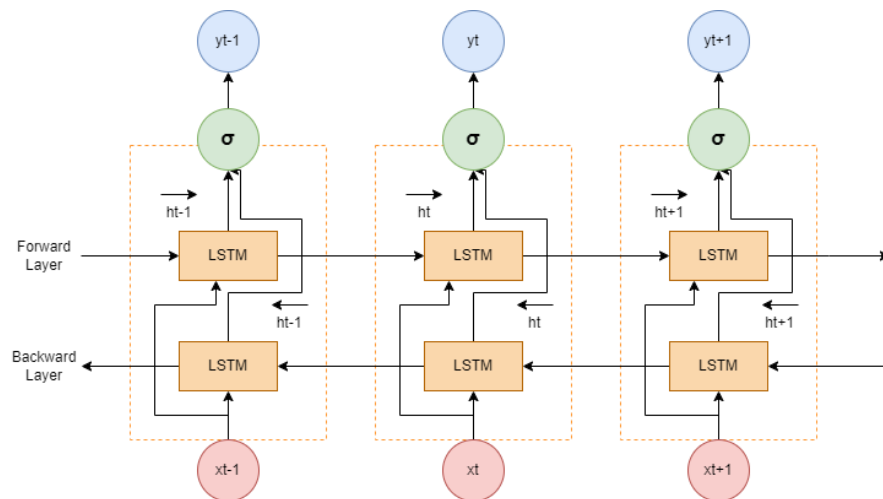 yt-1
yt
yt+1
σ
σ
σ
ht-1
ht
ht+1
Forward
Layer
LSTM
LSTM
LSTM
ht-1
ht
ht+1
Backward
Layer
LSTM
LSTM
LSTM
xt-1
xt
xt+1